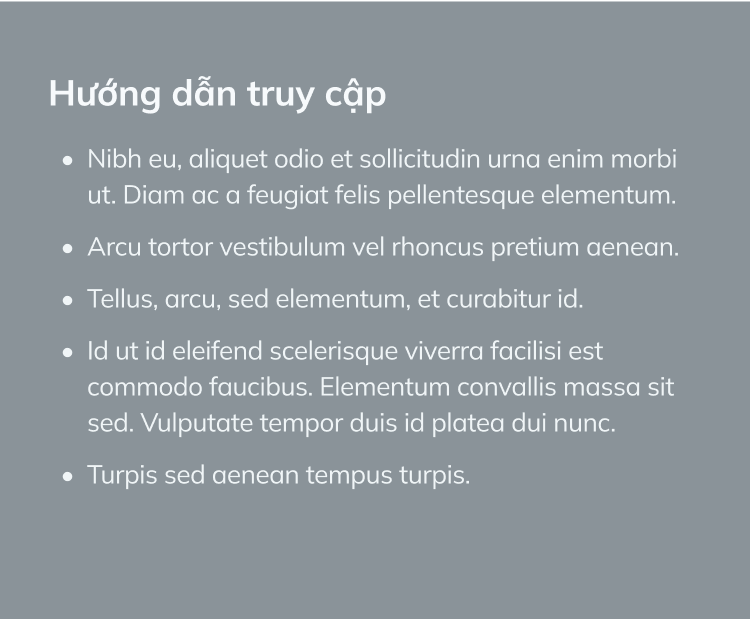 Hướng dẫn truy cập
• Nibh eu, aliquet odio et sollicitudin urna enim morbi
ut. Diam ac a feugiat felis pellentesque elementum.
• Arcu tortor vestibulum vel rhoncus pretium aenean.
• Tellus, arcu, sed elementum, et curabitur id.
• Id ut id eleifend scelerisque viverra facilisi est
commodo faucibus. Elementum convallis massa sit
sed. Vulputate tempor duis id platea dui nunc.
• Turpis sed aenean tempus turpis.